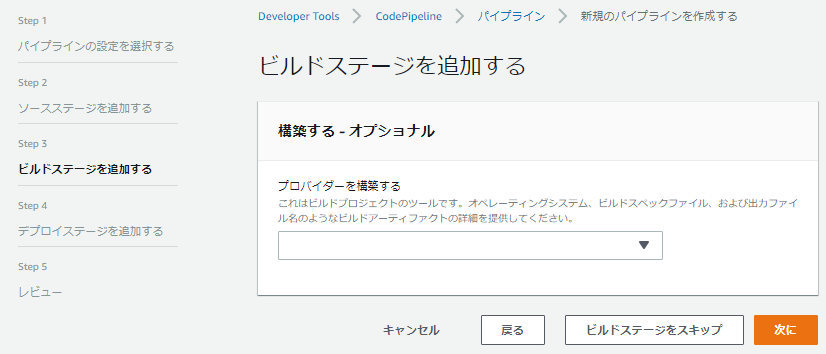 Step 1
パイプラインの設定を選択する
Step 2
ソースステージを追加する
Step 3
ビルドステージを追加する
Step 4
デプロイステージを追加する
Step 5
レビュー
Developer Tools > CodePipeline > パイプライン > 新規のパイプラインを作成する
ビルドステージを追加する
構築する - オプショナル
プロバイダーを構築する
これはビルドプロジェクトのツールです。オペレーティングシステム、ビルドスペックファイル、および出力ファイ
ル名のようなビルドアーティファクトの詳細を提供してください。
キャンセル 戻る ビルドステージをスキップ 次に